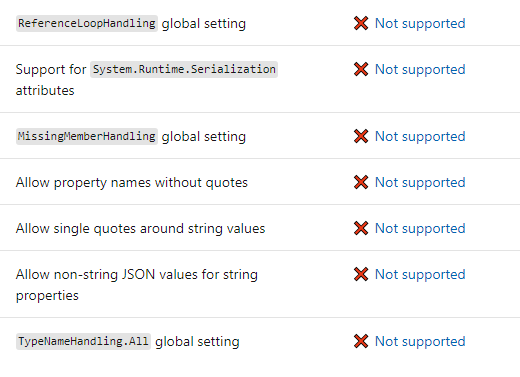 ReferenceLoopHandling global setting ❌ Not supported
Support for System.Runtime.Serialization ❌ Not supported
attributes
MissingMemberHandling global setting ❌ Not supported
Allow property names without quotes ❌ Not supported
Allow single quotes around string values ❌ Not supported
Allow non-string JSON values for string ❌ Not supported
properties
TypeNameHandling.All global setting ❌ Not supported